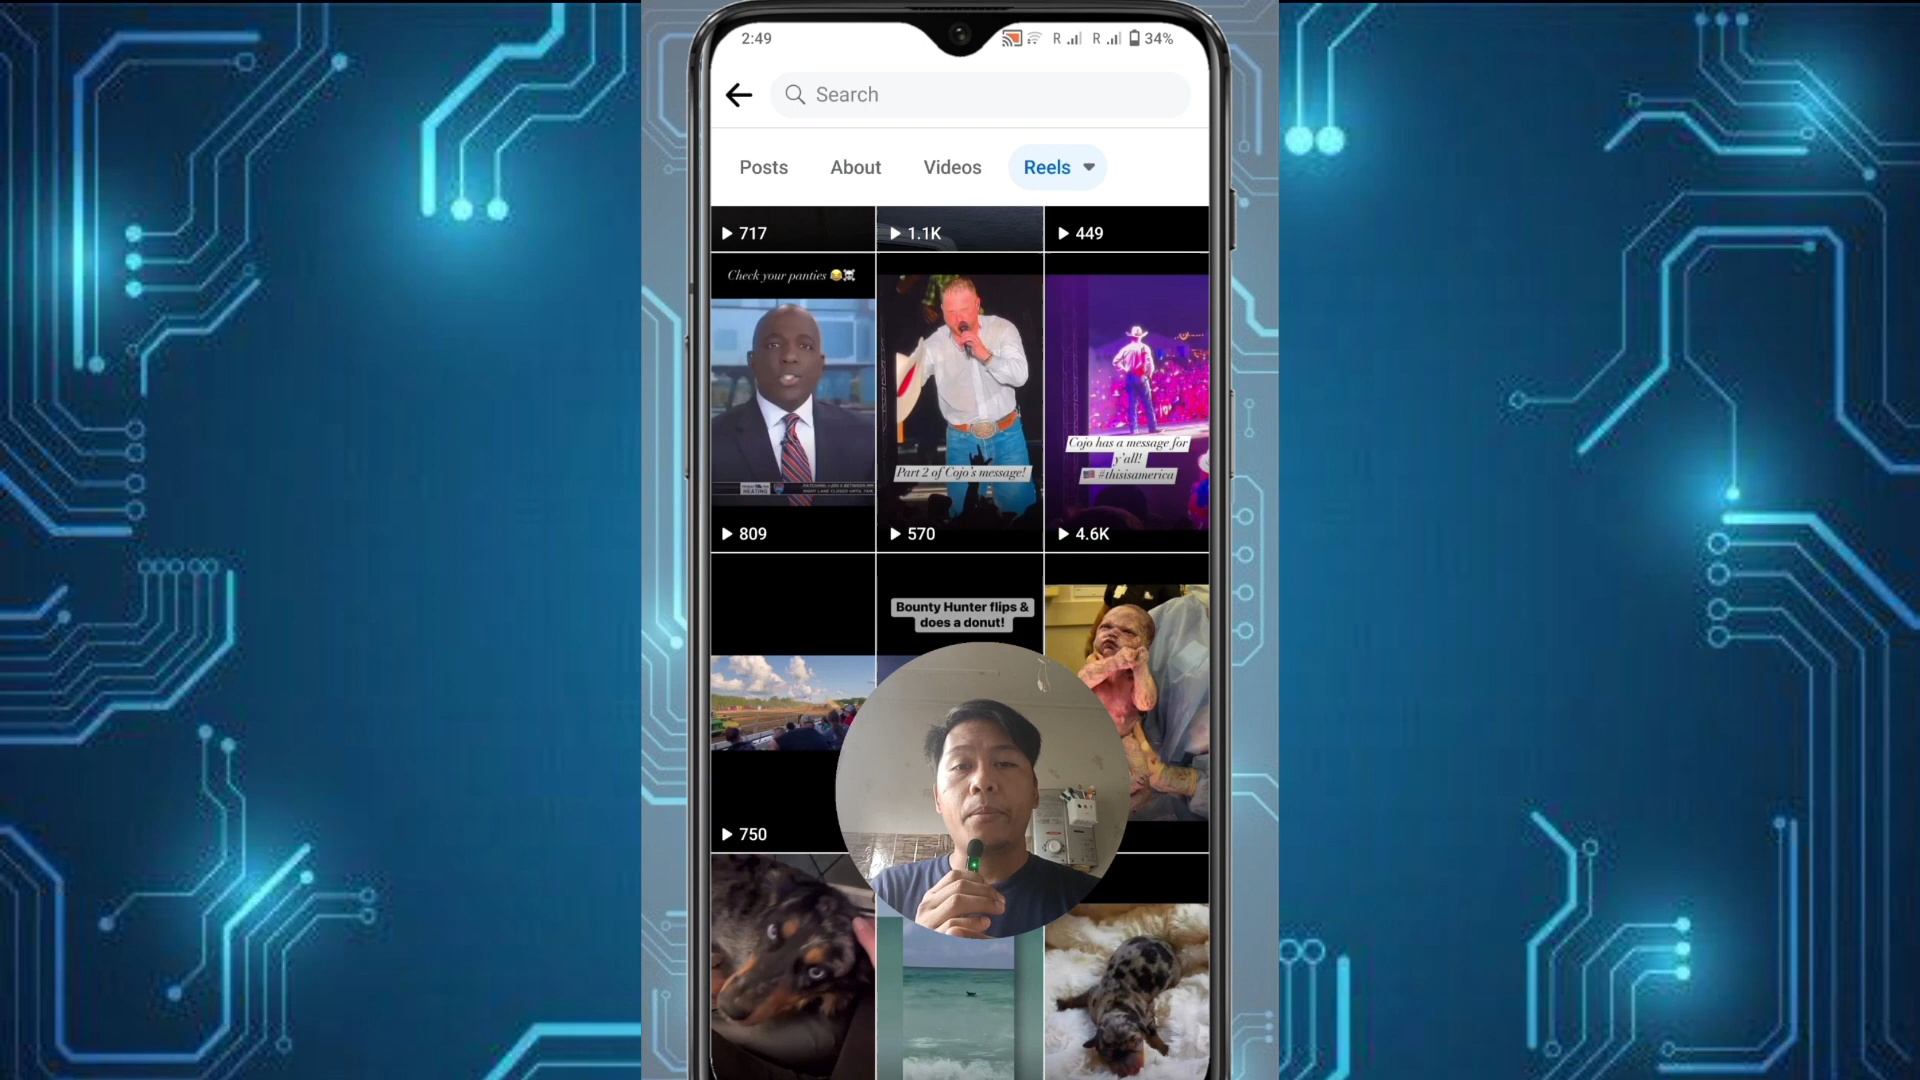 2:49
R
R
34%
Search
Posts
About
Videos
Reels
717
1.1K
449
Check your panties 😂☠️
Part 2 of Cojo's message!
Cojo has a message for
y'all!
🇺🇸 #thisisamerica
HEATING
809
570
4.6K
Bounty Hunter flips &
does a donut!
750